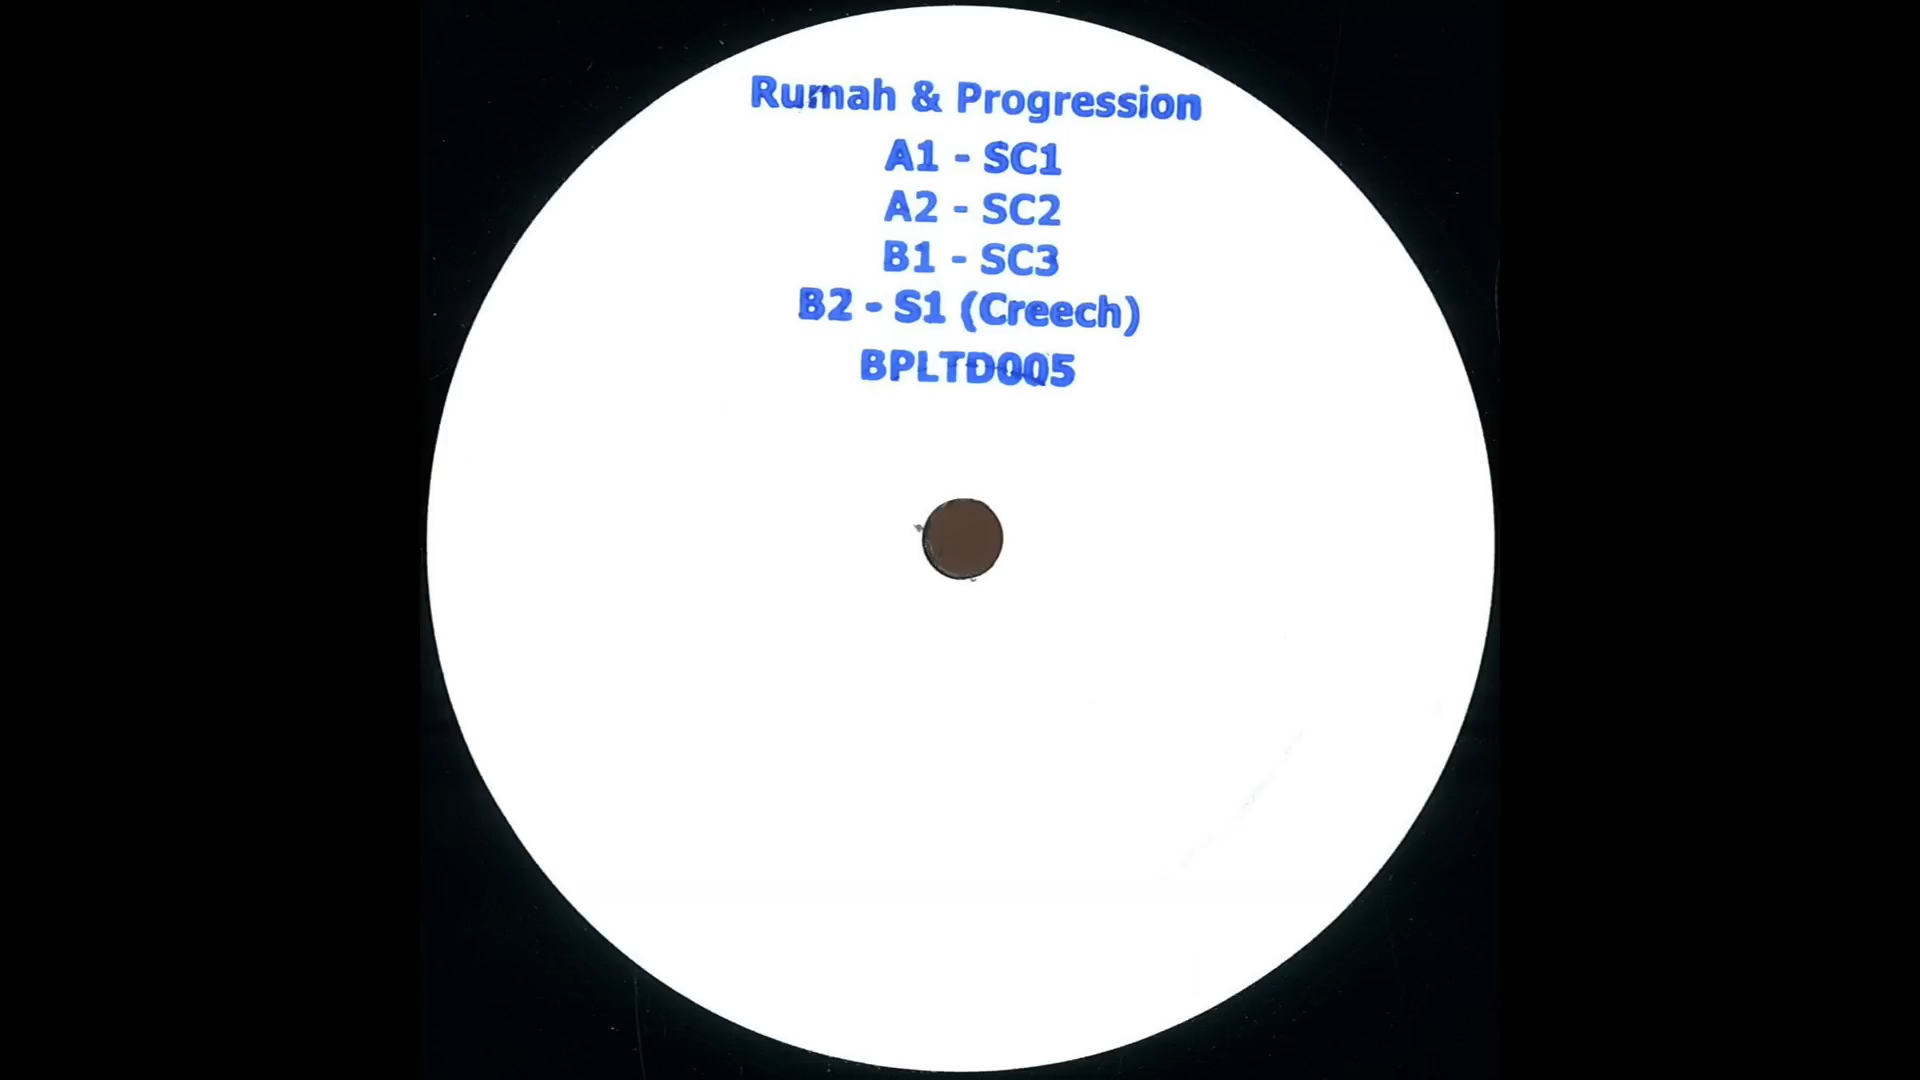 Rumah & Progression
A1 - SC1
A2 - SC2
B1 - SC3
B2 - S1 (Creech)
BPLTD005